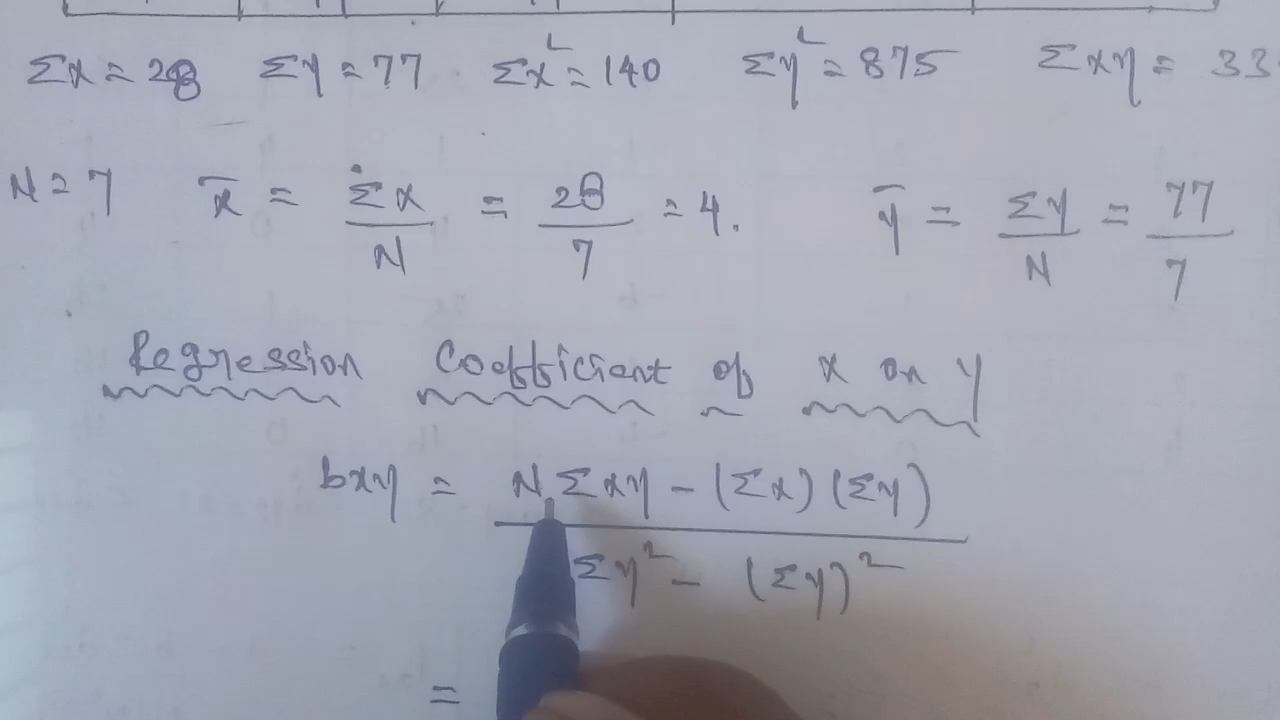 Σx = 28 Σy = 77 Σx² = 140 Σy² = 875 Σxy = 33
N = 7 x̄ = Σx/N = 28/7 = 4. ȳ = Σy/N = 77/7
Regression Coefficient of x on y
bxy = N.Σxy - (Σx)(Σy) / Σy² - (Σy)²
=